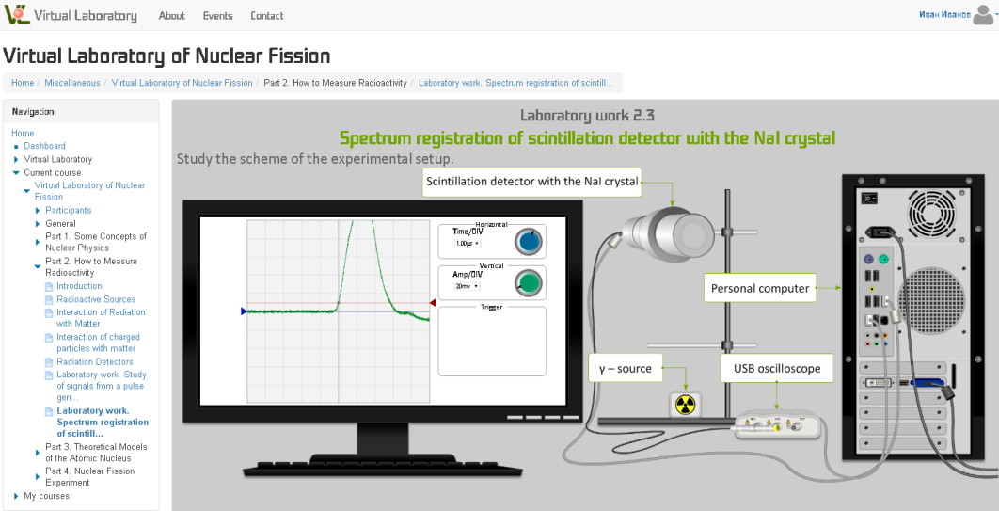 Virtual Laboratory
About Events Contact
Иван Иванов
Virtual Laboratory of Nuclear Fission
Home / Miscellaneous / Virtual Laboratory of Nuclear Fission / Part 2. How to Measure Radioactivity / Laboratory work. Spectrum registration of scintill...
Navigation
Home
Dashboard
Virtual Laboratory
Current course
Virtual Laboratory of Nuclear
Fission
Participants
General
Part 1. Some Concepts of
Nuclear Physics
Part 2. How to Measure
Radioactivity
Introduction
Radioactive Sources
Interaction of Radiation
with Matter
Interaction of charged
particles with matter
Radiation Detectors
Laboratory work. Study
of signals from a pulse
gen...
Laboratory work.
Spectrum registration
of scintill...
Part 3. Theoretical Models
of the Atomic Nucleus
Part 4. Nuclear Fission
Experiment
My courses
Laboratory work 2.3
Spectrum registration of scintillation detector with the NaI crystal
Study the scheme of the experimental setup.
Scintillation detector with the NaI crystal
Horizontal
Time/DIV
1.00µs
Vertical
Amp/DIV
20mv
Trigger
Personal computer
γ – source
USB oscilloscope